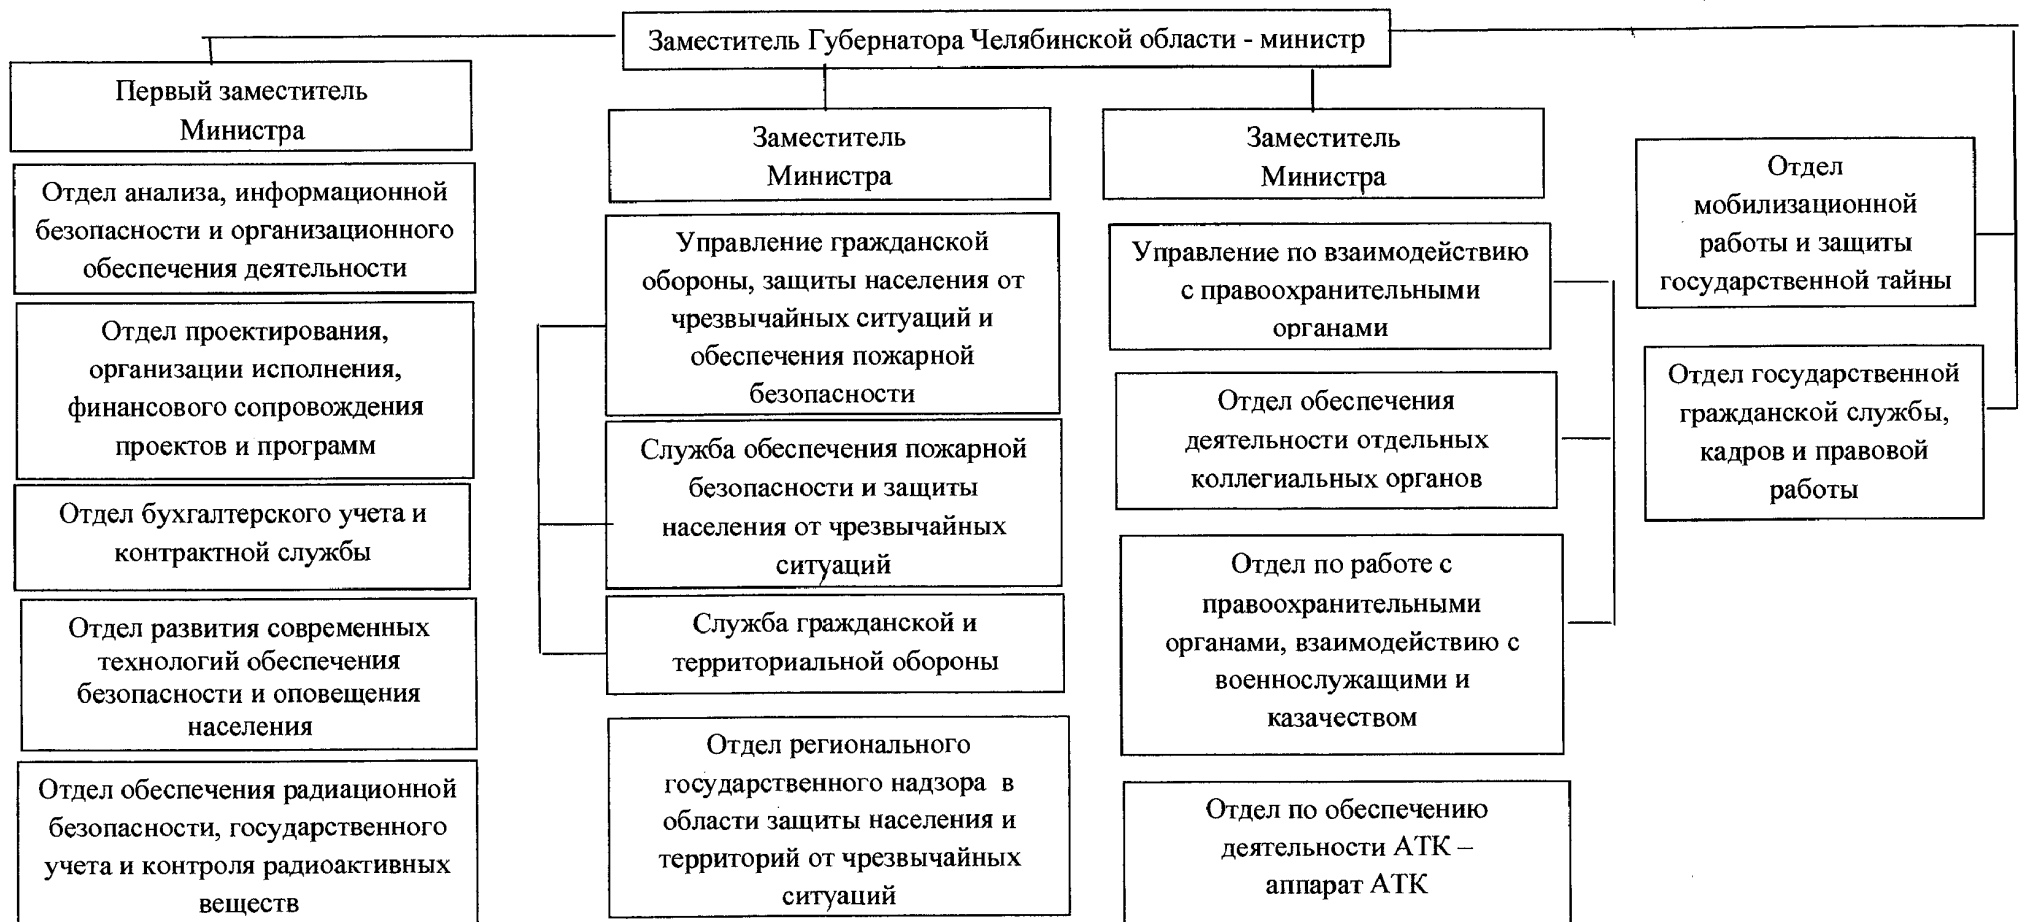 Заместитель Губернатора Челябинской области - министр
Первый заместитель
Министра
Отдел анализа, информационной
безопасности и организационного
обеспечения деятельности
Отдел проектирования,
организации исполнения,
финансового сопровождения
проектов и программ
Отдел бухгалтерского учета и
контрактной службы
Отдел развития современных
технологий обеспечения
безопасности и оповещения
населения
Отдел обеспечения радиационной
безопасности, государственного
учета и контроля радиоактивных
веществ
Заместитель
Министра
Управление гражданской
обороны, защиты населения от
чрезвычайных ситуаций и
обеспечения пожарной
безопасности
Служба обеспечения пожарной
безопасности и защиты
населения от чрезвычайных
ситуаций
Служба гражданской и
территориальной обороны
Отдел регионального
государственного надзора в
области защиты населения и
территорий от чрезвычайных
ситуаций
Заместитель
Министра
Управление по взаимодействию
с правоохранительными
органами
Отдел обеспечения
деятельности отдельных
коллегиальных органов
Отдел по работе с
правоохранительными
органами, взаимодействию с
военнослужащими и
казачеством
Отдел по обеспечению
деятельности АТК –
аппарат АТК
Отдел
мобилизационной
работы и защиты
государственной тайны
Отдел государственной
гражданской службы,
кадров и правовой
работы